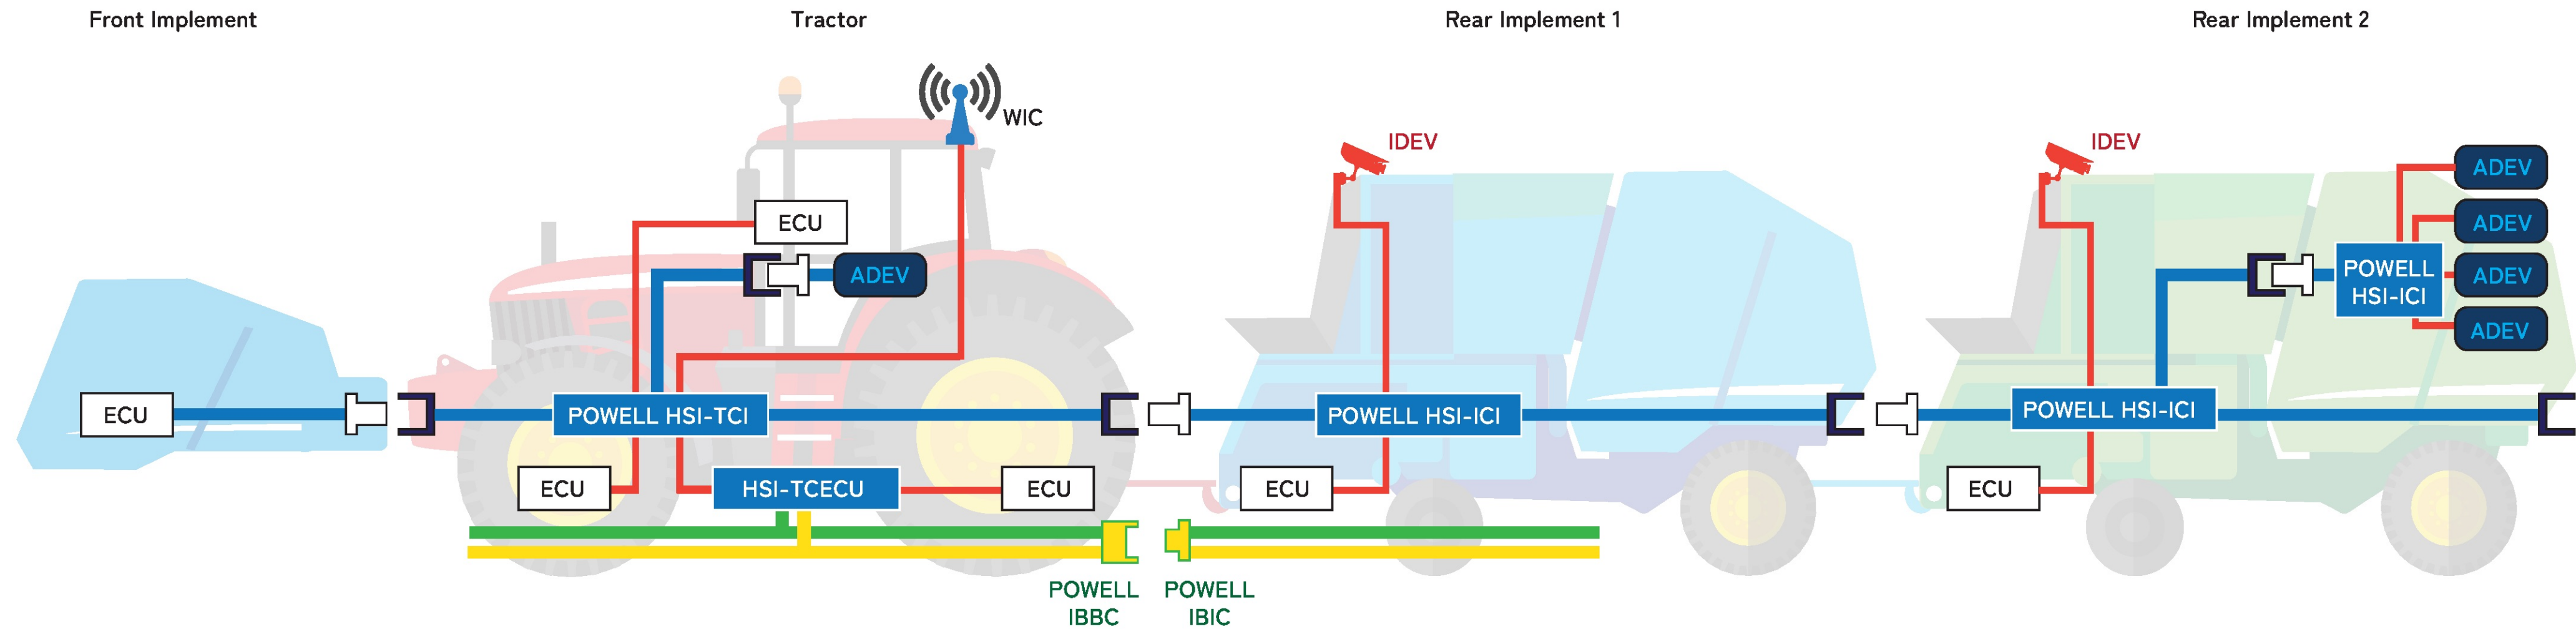 Front Implement
Tractor
Rear Implement 1
Rear Implement 2
WIC
IDEV
IDEV
ADEV
ECU
ADEV
ADEV
POWELL
HSI-ICI
ADEV
ADEV
ECU
POWELL HSI-TCI
POWELL HSI-ICI
POWELL HSI-ICI
ECU
HSI-TCECU
ECU
ECU
ECU
POWELL
IBBC
POWELL
IBIC